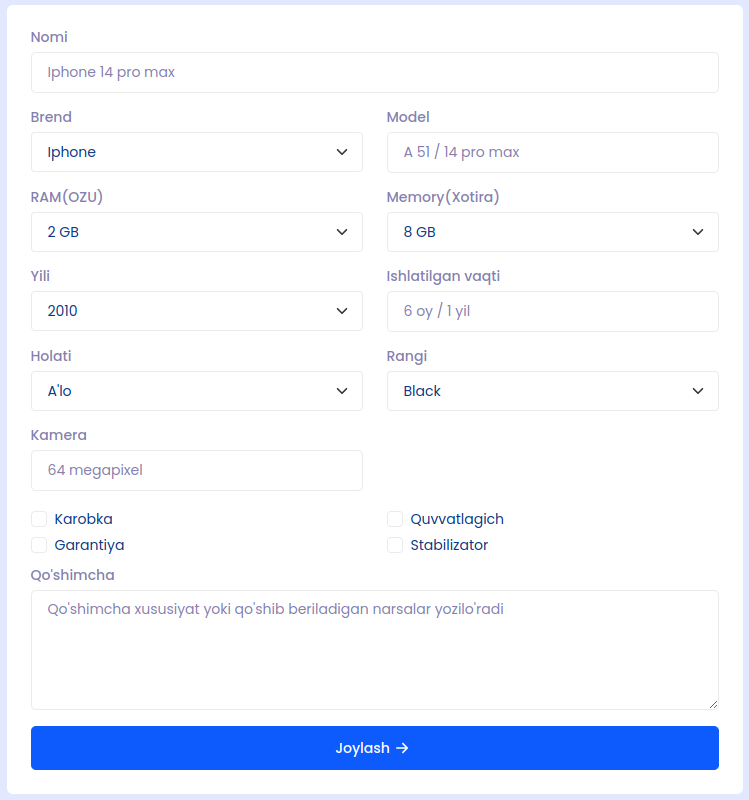 Nomi
Iphone 14 pro max
Brend
Model
Iphone
A 51 / 14 pro max
RAM(OZU)
Memory(Xotira)
2 GB
8 GB
Yili
Ishlatilgan vaqti
2010
6 oy / 1 yil
Holati
Rangi
A'lo
Black
Kamera
64 megapixel
Karobka
Quvvatlagich
Garantiya
Stabilizator
Qo'shimcha
Qo'shimcha xususiyat yoki qo'shib beriladigan narsalar yozilo'radi
Joylash →